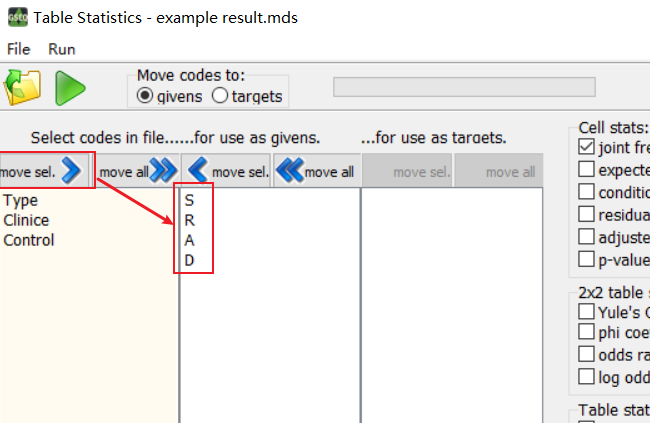 GSEQ Table Statistics - example result.mds
File Run
Move codes to:
givens targets
Select codes in file... ...for use as givens. ...for use as targets.
move sel. move all move sel. move all move sel. move all
Type
Clinice
Control
S
R
A
D
Cell stats:
joint fre
expecte
conditio
residua
adjuste
p-value
2x2 table s
Yule's Q
phi coe
odds ra
log odd
Table stat